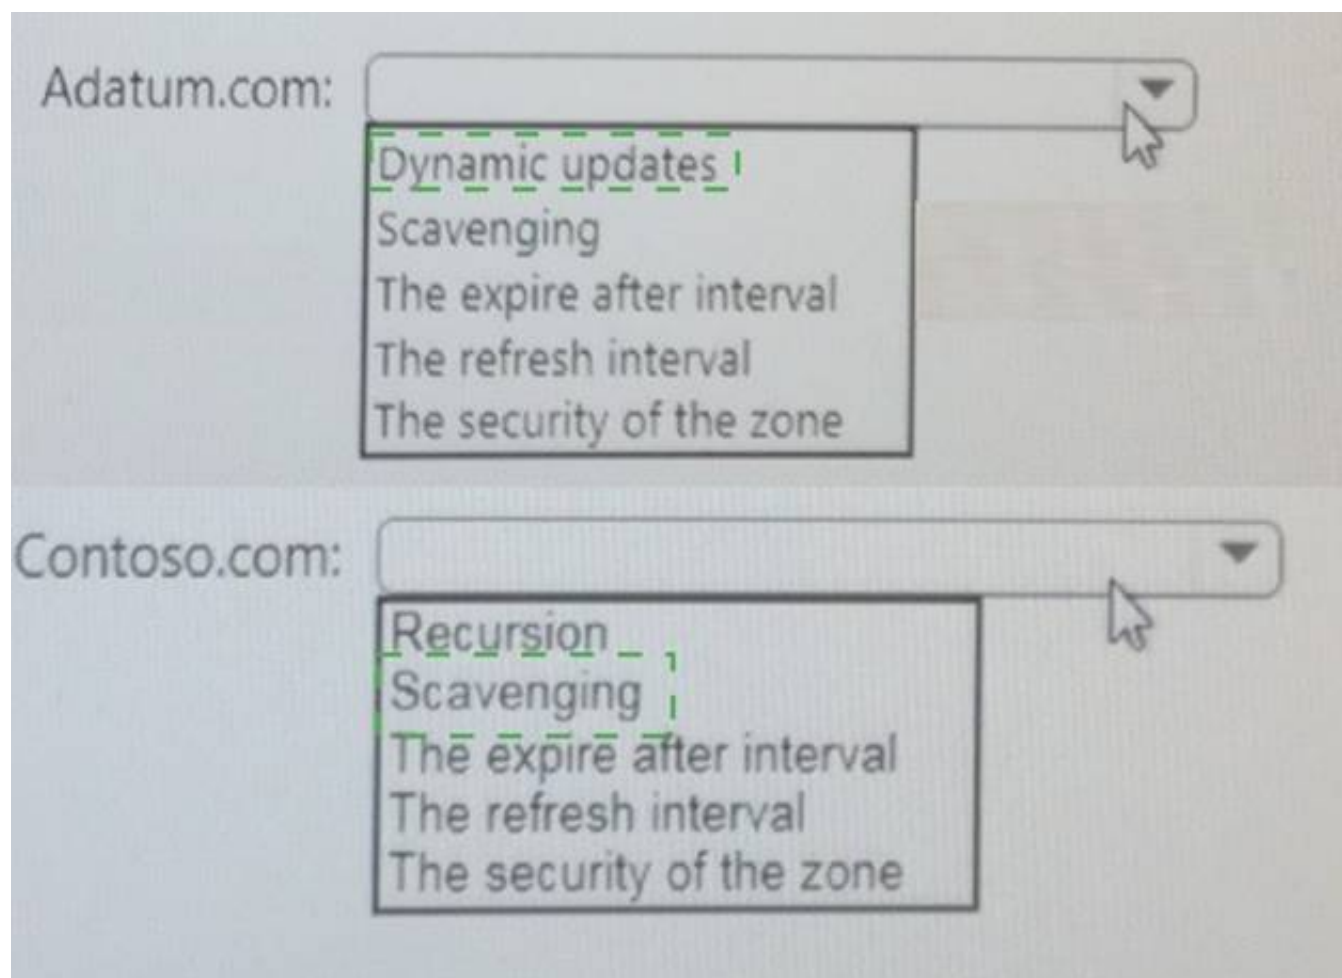 Adatum.com:
Dynamic updates
Scavenging
The expire after interval
The refresh interval
The security of the zone
Contoso.com:
Recursion
Scavenging
The expire after interval
The refresh interval
The security of the zone